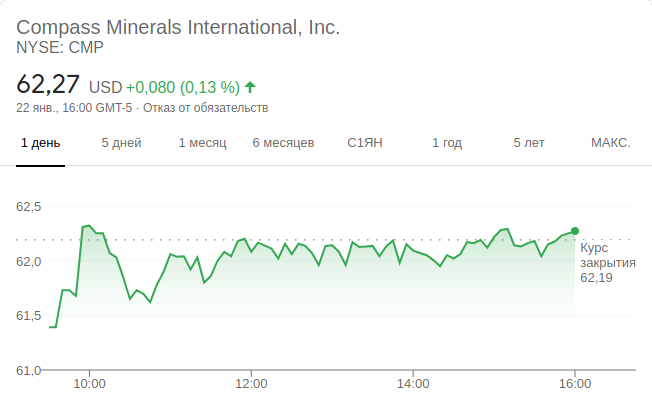 Compass Minerals International, Inc.
NYSE: CMP
62,27 USD +0,080 (0,13 %)
22 янв., 16:00 GMT-5 · Отказ от обязательств
1 день 5 дней 1 месяц 6 месяцев С1ЯН 1 год 5 лет МАКС.
62,5
62,0
61,5
61,0
Курс
закрытия
62,19
10:00 12:00 14:00 16:00